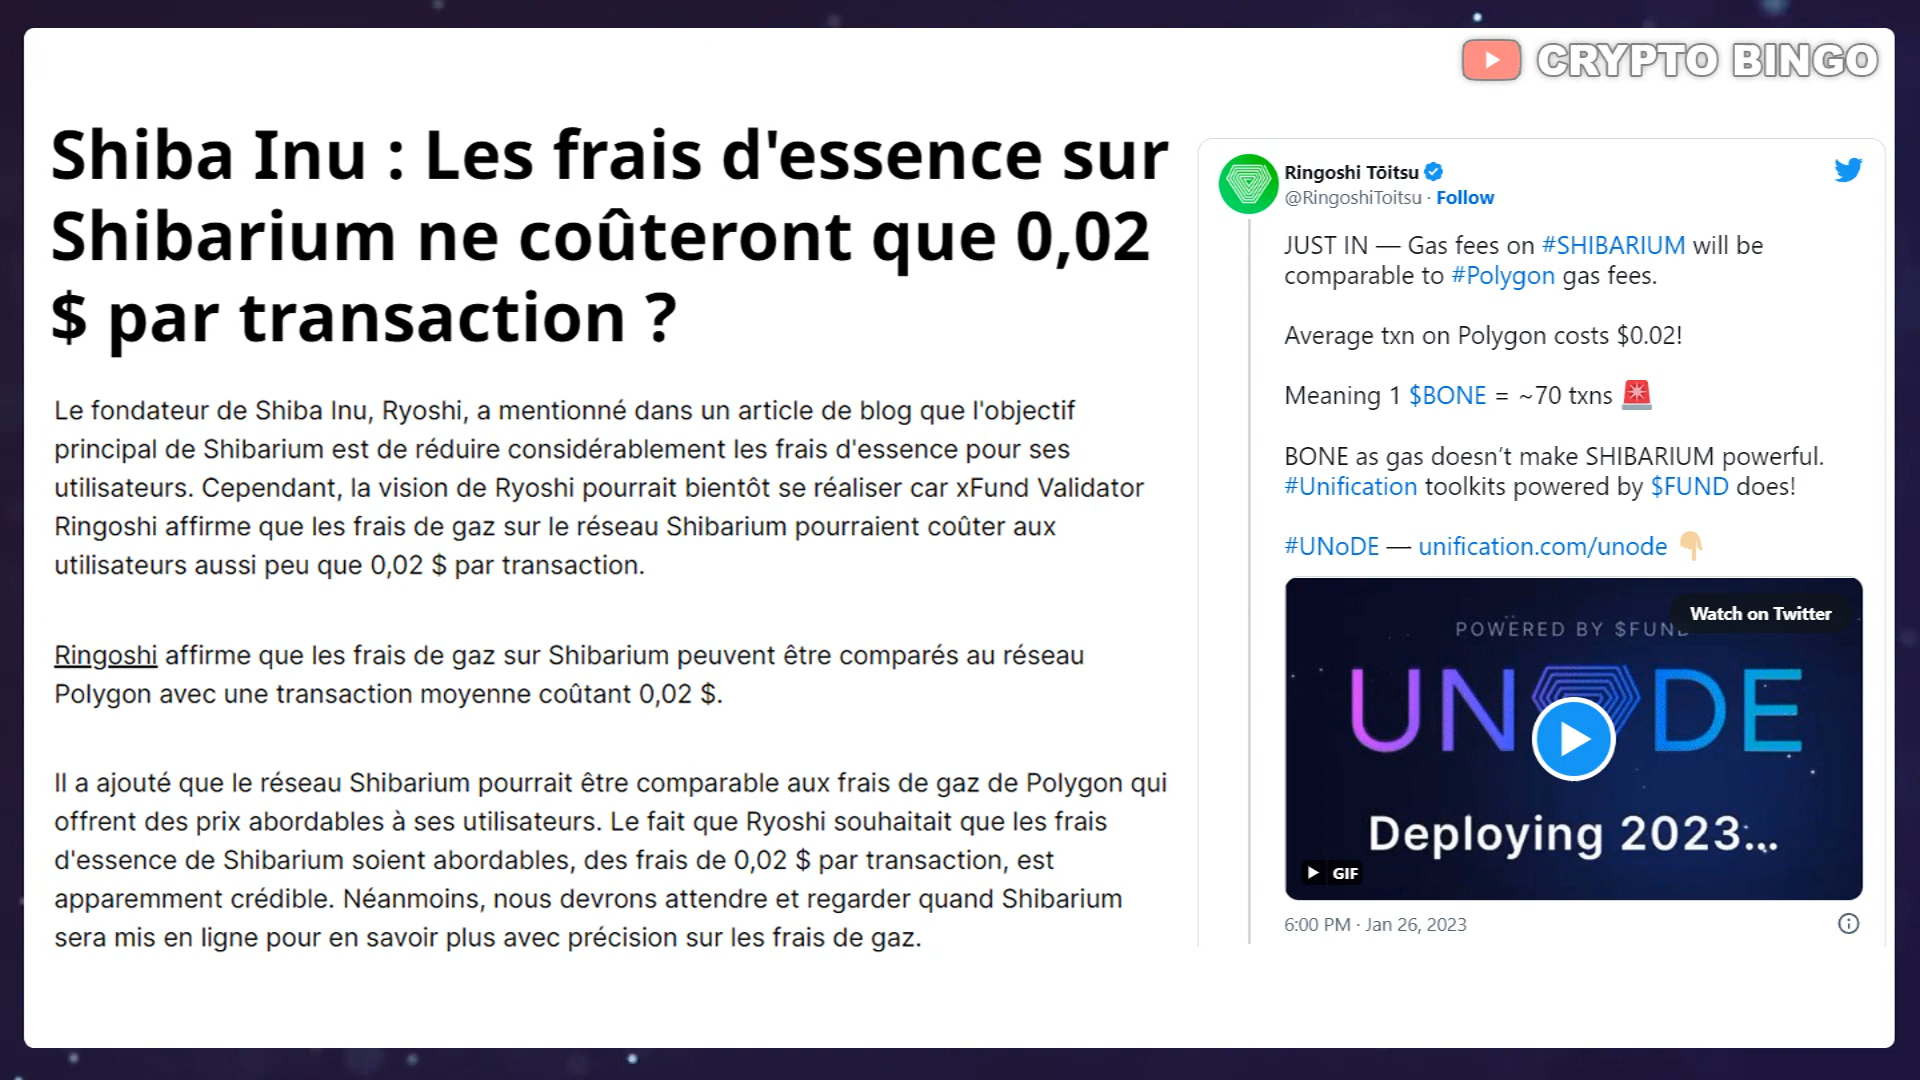 CRYPTO BINGO
Shiba Inu : Les frais d'essence sur
Shibarium ne coûteront que 0,02
$ par transaction ?
Le fondateur de Shiba Inu, Ryoshi, a mentionné dans un article de blog que l'objectif
principal de Shibarium est de réduire considérablement les frais d'essence pour ses
utilisateurs. Cependant, la vision de Ryoshi pourrait bientôt se réaliser car xFund Validator
Ringoshi affirme que les frais de gaz sur le réseau Shibarium pourraient coûter aux
utilisateurs aussi peu que 0,02 $ par transaction.
Ringoshi affirme que les frais de gaz sur Shibarium peuvent être comparés au réseau
Polygon avec une transaction moyenne coûtant 0,02 $.
Il a ajouté que le réseau Shibarium pourrait être comparable aux frais de gaz de Polygon qui
offrent des prix abordables à ses utilisateurs. Le fait que Ryoshi souhaitait que les frais
d'essence de Shibarium soient abordables, des frais de 0,02 $ par transaction, est
apparemment crédible. Néanmoins, nous devrons attendre et regarder quand Shibarium
sera mis en ligne pour en savoir plus avec précision sur les frais de gaz.
Ringoshi Tōitsu
@RingoshiToitsu · Follow
JUST IN — Gas fees on #SHIBARIUM will be
comparable to #Polygon gas fees.
Average txn on Polygon costs $0.02!
Meaning 1 $BONE = ~70 txns 🚨
BONE as gas doesn’t make SHIBARIUM powerful.
#Unification toolkits powered by $FUND does!
#UNoDE — unification.com/unode 👇🏼
Watch on Twitter
POWERED BY $FUND
UNODE
Deploying 2023...
GIF
6:00 PM · Jan 26, 2023